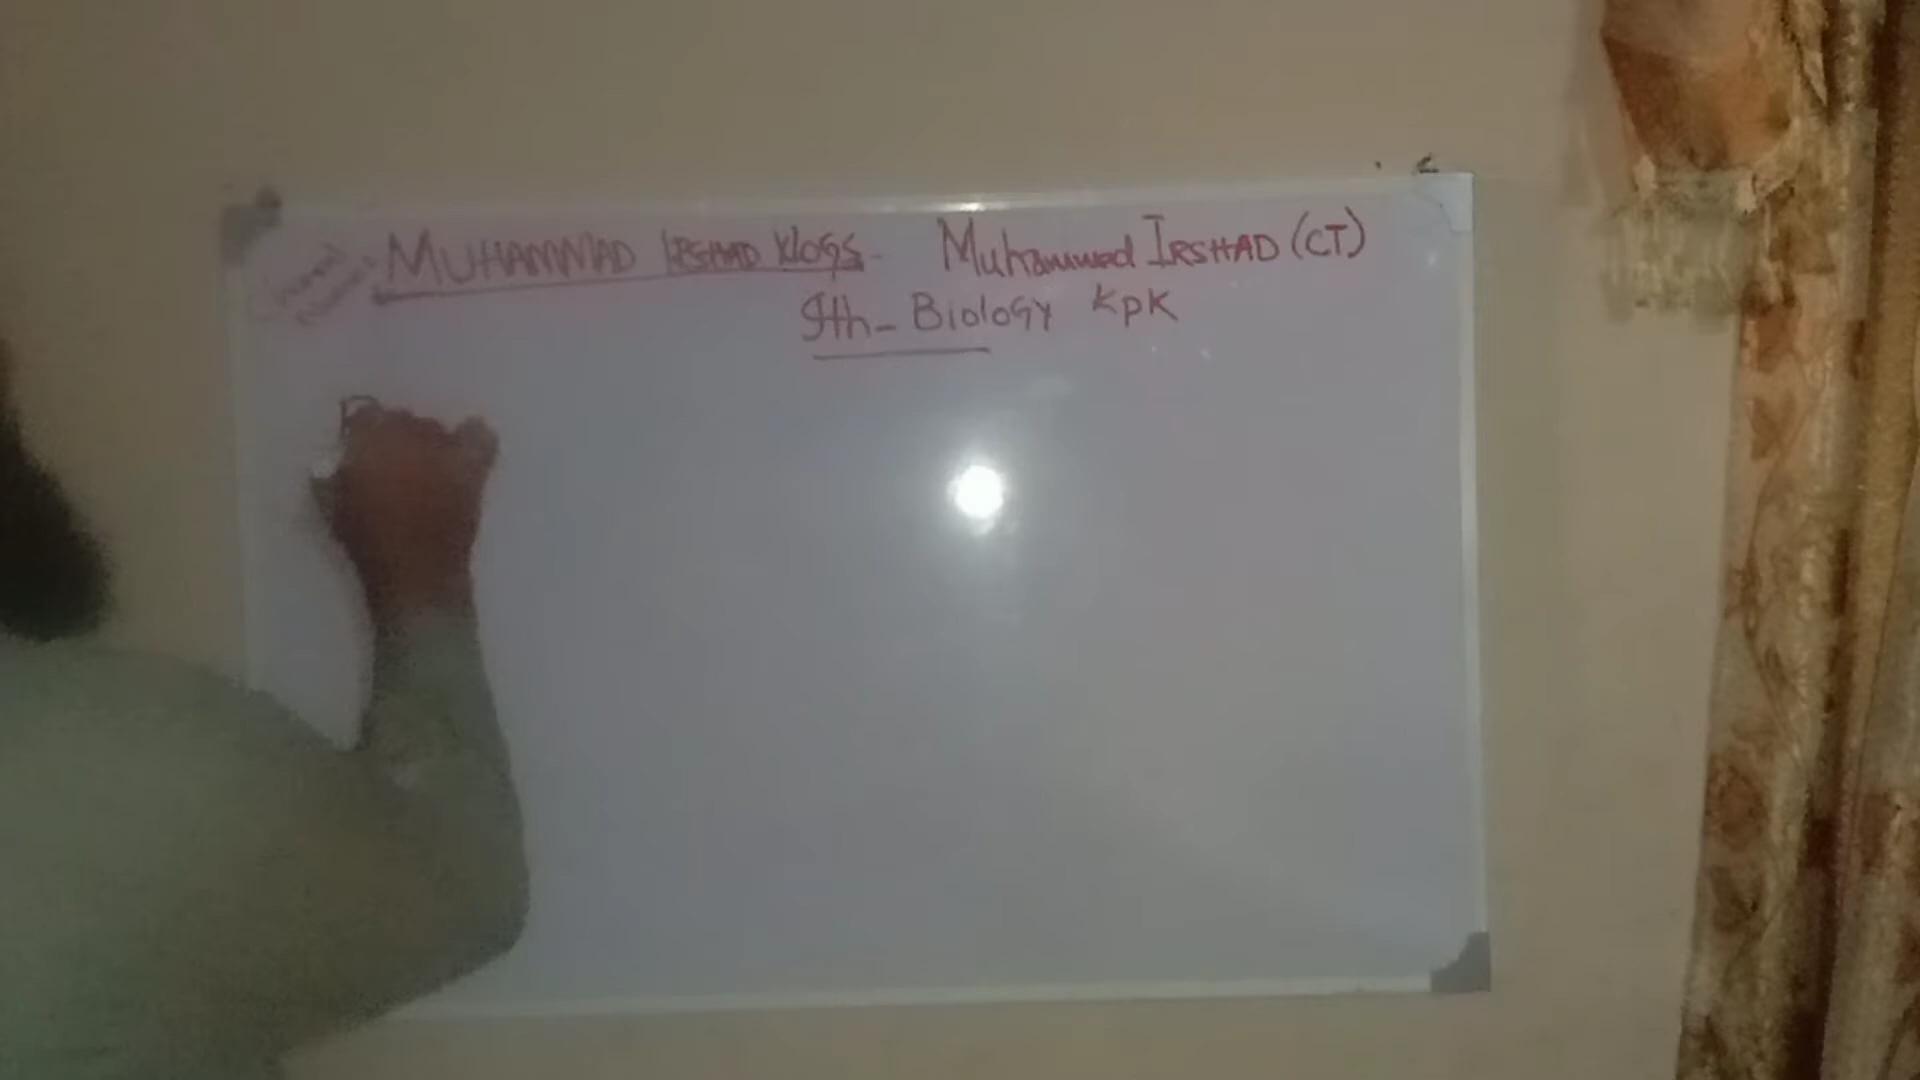 MUHAMMAD IRSHAD VLOGS - Muhammad IRSHAD (CT)
9th - Biology KPK